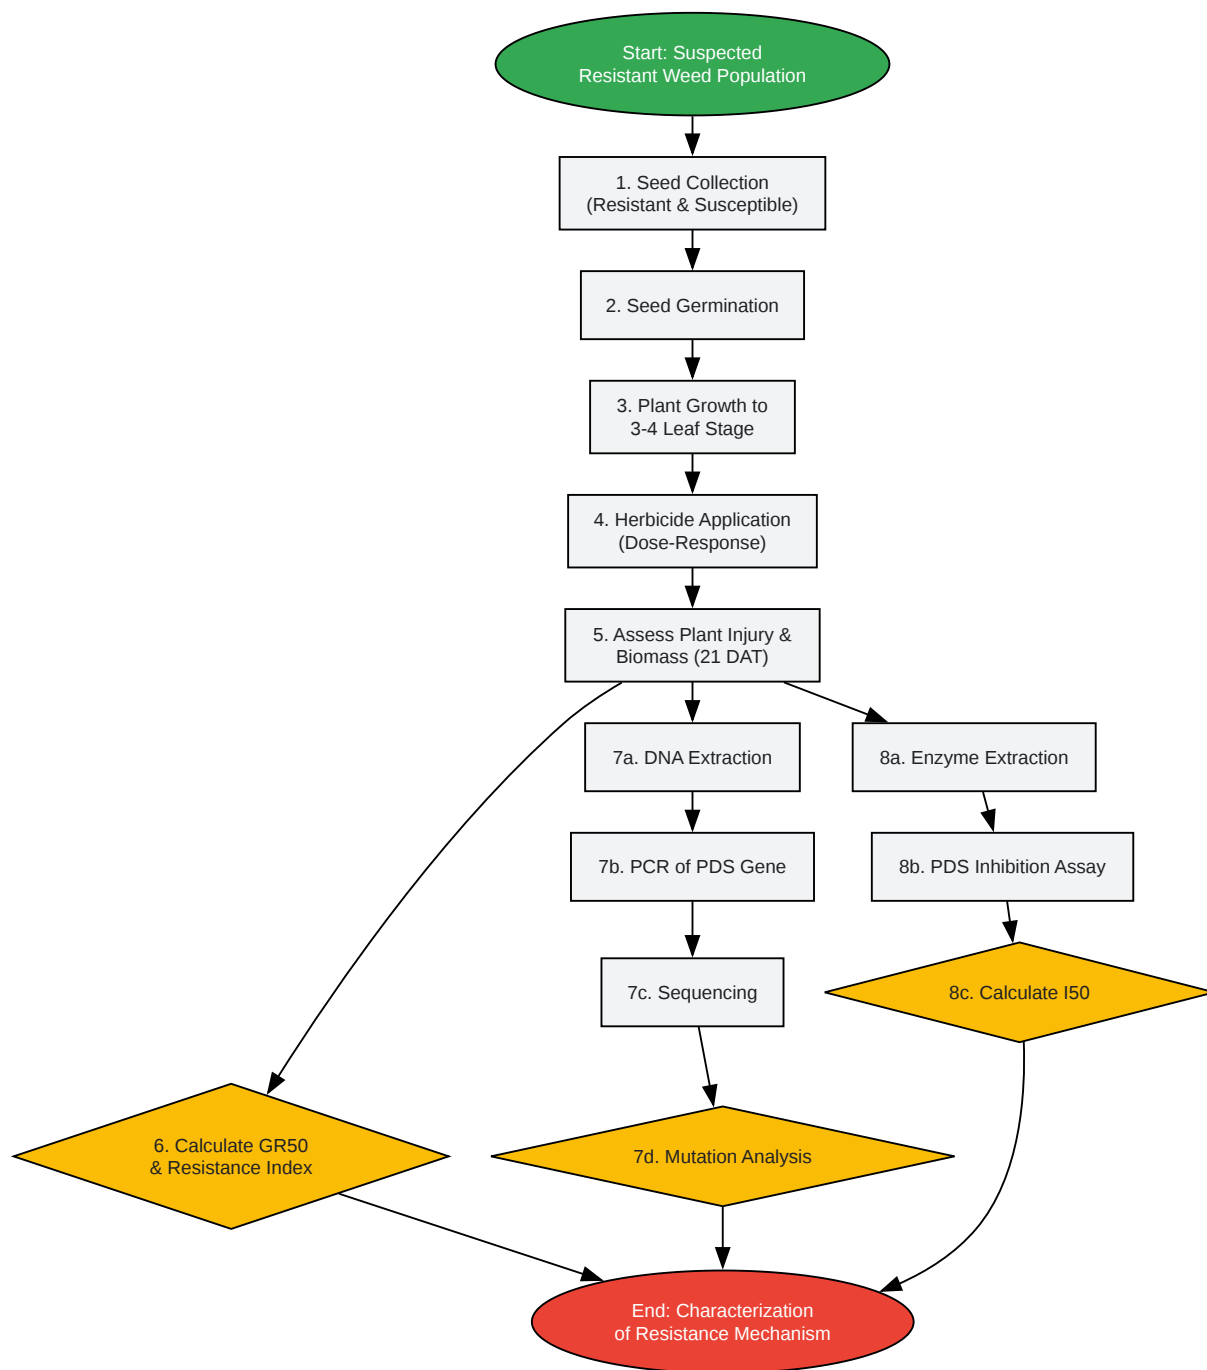 Start: Suspected
Resistant Weed Population
1. Seed Collection
(Resistant & Susceptible)
2. Seed Germination
3. Plant Growth to
3-4 Leaf Stage
4. Herbicide Application
(Dose-Response)
5. Assess Plant Injury &
Biomass (21 DAT)
7a. DNA Extraction
8a. Enzyme Extraction
7b. PCR of PDS Gene
8b. PDS Inhibition Assay
7c. Sequencing
8c. Calculate I50
6. Calculate GR50
& Resistance Index
7d. Mutation Analysis
End: Characterization
of Resistance Mechanism